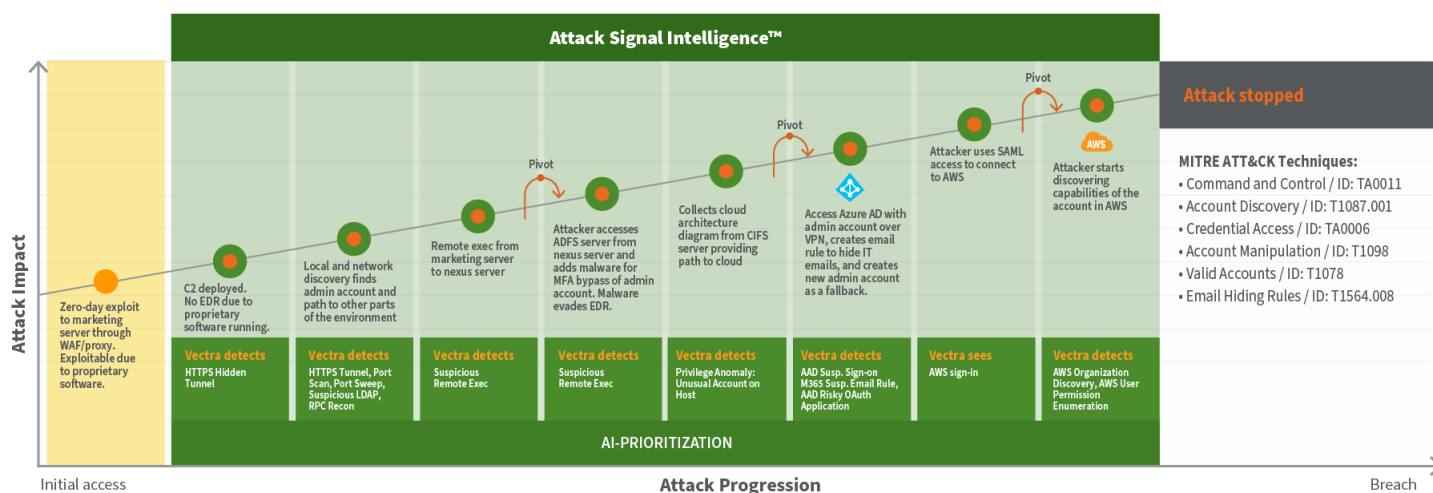 Attack Signal Intelligence™
Attack Impact
Zero-day exploit
to marketing
server through
WAF/proxy.
Exploitable due
to proprietary
software.
C2 deployed.
No EDR due to
proprietary
software running.
Vectra detects
HTTPS Hidden
Tunnel
Local and network
discovery finds
admin account and
path to other parts
of the environment
Vectra detects
HTTPS Tunnel, Port
Scan, Port Sweep,
Suspicious LDAP,
RPC Recon
Remote exec from
marketing server
to nexus server
Vectra detects
Suspicious
Remote Exec
Pivot
Attacker accesses
ADFS server from
nexus server and
adds malware for
MFA bypass of admin
account. Malware
evades EDR.
Vectra detects
Suspicious
Remote Exec
Collects cloud
architecture
diagram from CIFS
server providing
path to cloud
Vectra detects
Privilege Anomaly:
Unusual Account on
Host
Pivot
Access Azure AD with
admin account over
VPN, creates email
rule to hide IT
emails, and creates
new admin account
as a fallback.
Vectra detects
AAD Susp. Sign-on
M365 Susp. Email Rule,
AAD Risky OAuth
Application
Attacker uses SAML
access to connect
to AWS
Vectra sees
AWS sign-in
Pivot
AWS
Attacker starts
discovering
capabilities of the
account in AWS
Vectra detects
AWS Organization
Discovery, AWS User
Permission
Enumeration
AI-PRIORITIZATION
Attack stopped
MITRE ATT&CK Techniques:
• Command and Control / ID: TA0011
• Account Discovery / ID: T1087.001
• Credential Access / ID: TA0006
• Account Manipulation / ID: T1098
• Valid Accounts / ID: T1078
• Email Hiding Rules / ID: T1564.008
Initial access
Attack Progression
Breach